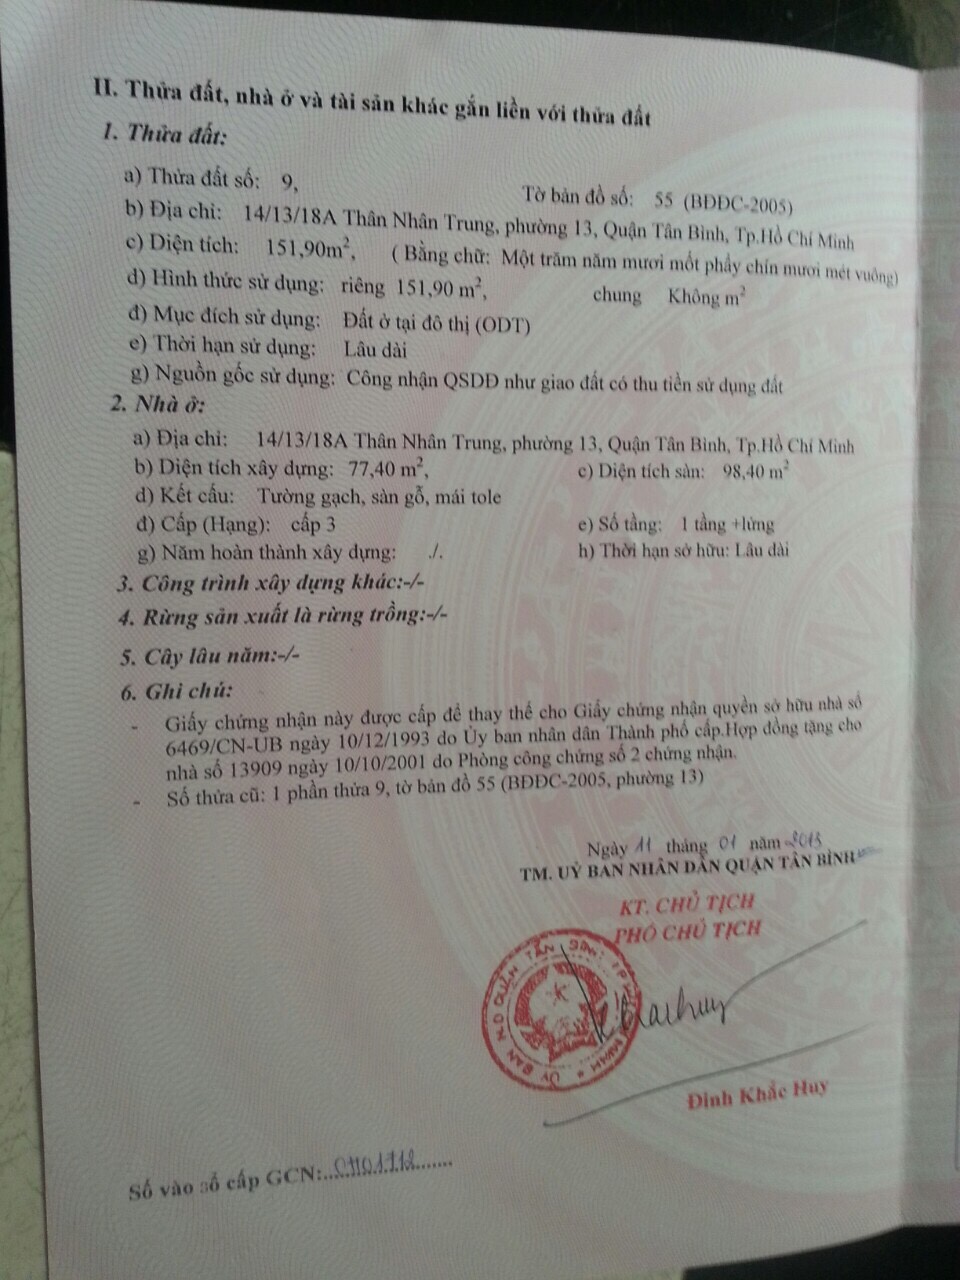 II. Thửa đất, nhà ở và tài sản khác gắn liền với thửa đất
1. Thửa đất:
a) Thửa đất số: 9, Tờ bản đồ số: 55 (BĐĐC-2005)
b) Địa chỉ: 14/13/18A Thân Nhân Trung, phường 13, Quận Tân Bình, Tp.Hồ Chí Minh
c) Diện tích: 151,90m², ( Bằng chữ: Một trăm năm mươi mốt phẩy chín mươi mét vuông)
d) Hình thức sử dụng: riêng 151,90 m², chung Không m²
đ) Mục đích sử dụng: Đất ở tại đô thị (ODT)
e) Thời hạn sử dụng: Lâu dài
g) Nguồn gốc sử dụng: Công nhận QSDĐ như giao đất có thu tiền sử dụng đất
2. Nhà ở:
a) Địa chỉ: 14/13/18A Thân Nhân Trung, phường 13, Quận Tân Bình, Tp.Hồ Chí Minh
b) Diện tích xây dựng: 77,40 m², c) Diện tích sàn: 98,40 m²
d) Kết cấu: Tường gạch, sàn gỗ, mái tole
đ) Cấp (Hạng): cấp 3 e) Số tầng: 1 tầng +lửng
g) Năm hoàn thành xây dựng: ./. h) Thời hạn sở hữu: Lâu dài
3. Công trình xây dựng khác:-/-
4. Rừng sản xuất là rừng trồng:-/-
5. Cây lâu năm:-/-
6. Ghi chú:
- Giấy chứng nhận này được cấp để thay thế cho Giấy chứng nhận quyền sở hữu nhà số
6469/CN-UB ngày 10/12/1993 do Ủy ban nhân dân Thành phố cấp.Hợp đồng tặng cho
nhà số 13909 ngày 10/10/2001 do Phòng công chứng số 2 chứng nhận.
- Số thửa cũ: 1 phần thửa 9, tờ bản đồ 55 (BĐĐC-2005, phường 13)
Ngày 11 tháng 01 năm 2013
TM. UỶ BAN NHÂN DÂN QUẬN TÂN BÌNH
KT. CHỦ TỊCH
PHÓ CHỦ TỊCH
ỦY BAN N.D QUẬN TÂN BÌNH T.P HỒ CHÍ MINH
Đinh Khắc Huy
Số vào sổ cấp GCN: